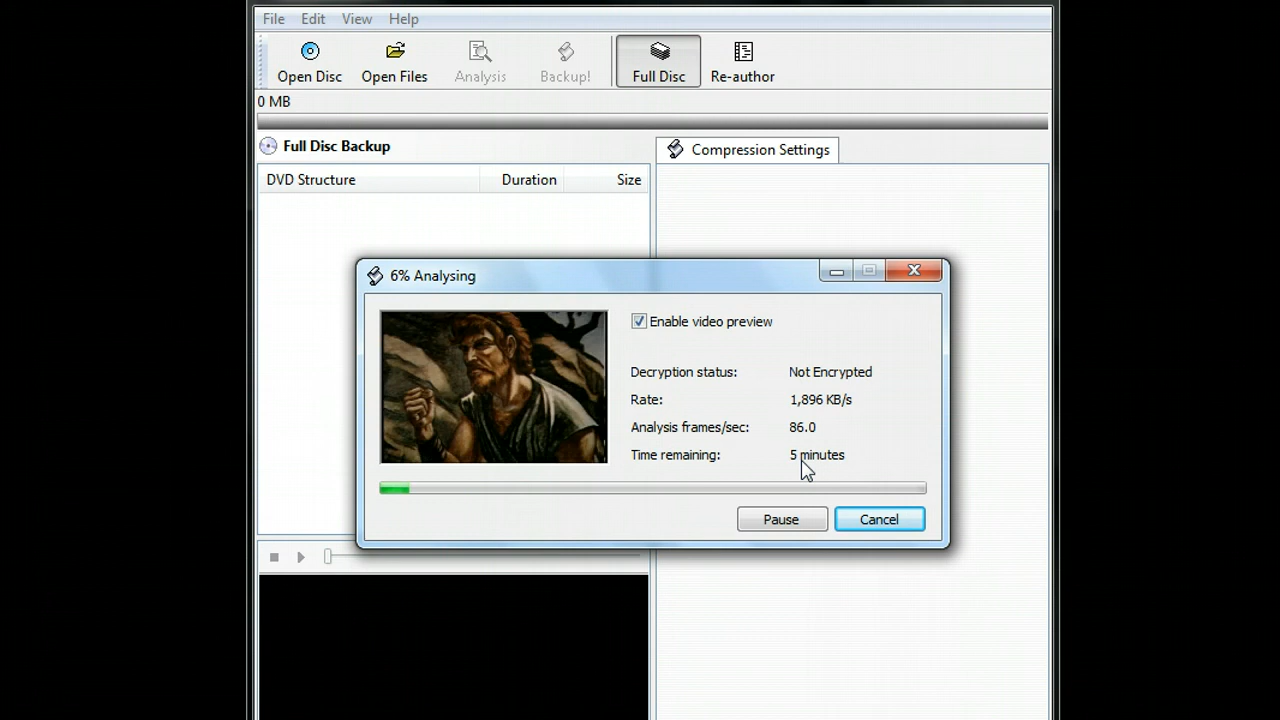 File Edit View Help
Open Disc Open Files Analysis Backup! Full Disc Re-author
0 MB
Full Disc Backup
Compression Settings
DVD Structure Duration Size
6% Analysing
Enable video preview
Decryption status: Not Encrypted
Rate: 1,896 KB/s
Analysis frames/sec: 86.0
Time remaining: 5 minutes
Pause Cancel